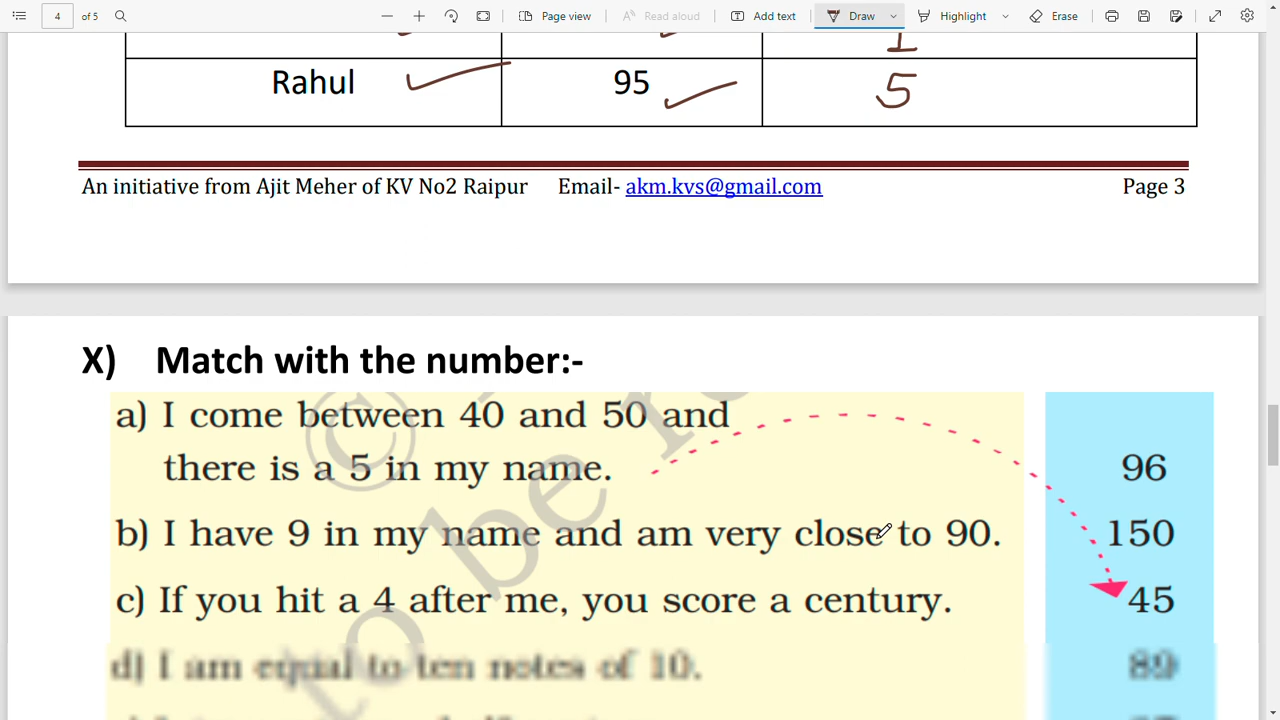 4 of 5 Page view Read aloud Add text Draw Highlight Erase
1
Rahul 95 5
An initiative from Ajit Meher of KV No2 Raipur Email- akm.kvs@gmail.com Page 3
X) Match with the number:-
a) I come between 40 and 50 and
there is a 5 in my name. 96
b) I have 9 in my name and am very close to 90. 150
c) If you hit a 4 after me, you score a century. 45
d) I am equal to ten notes of 10. 89